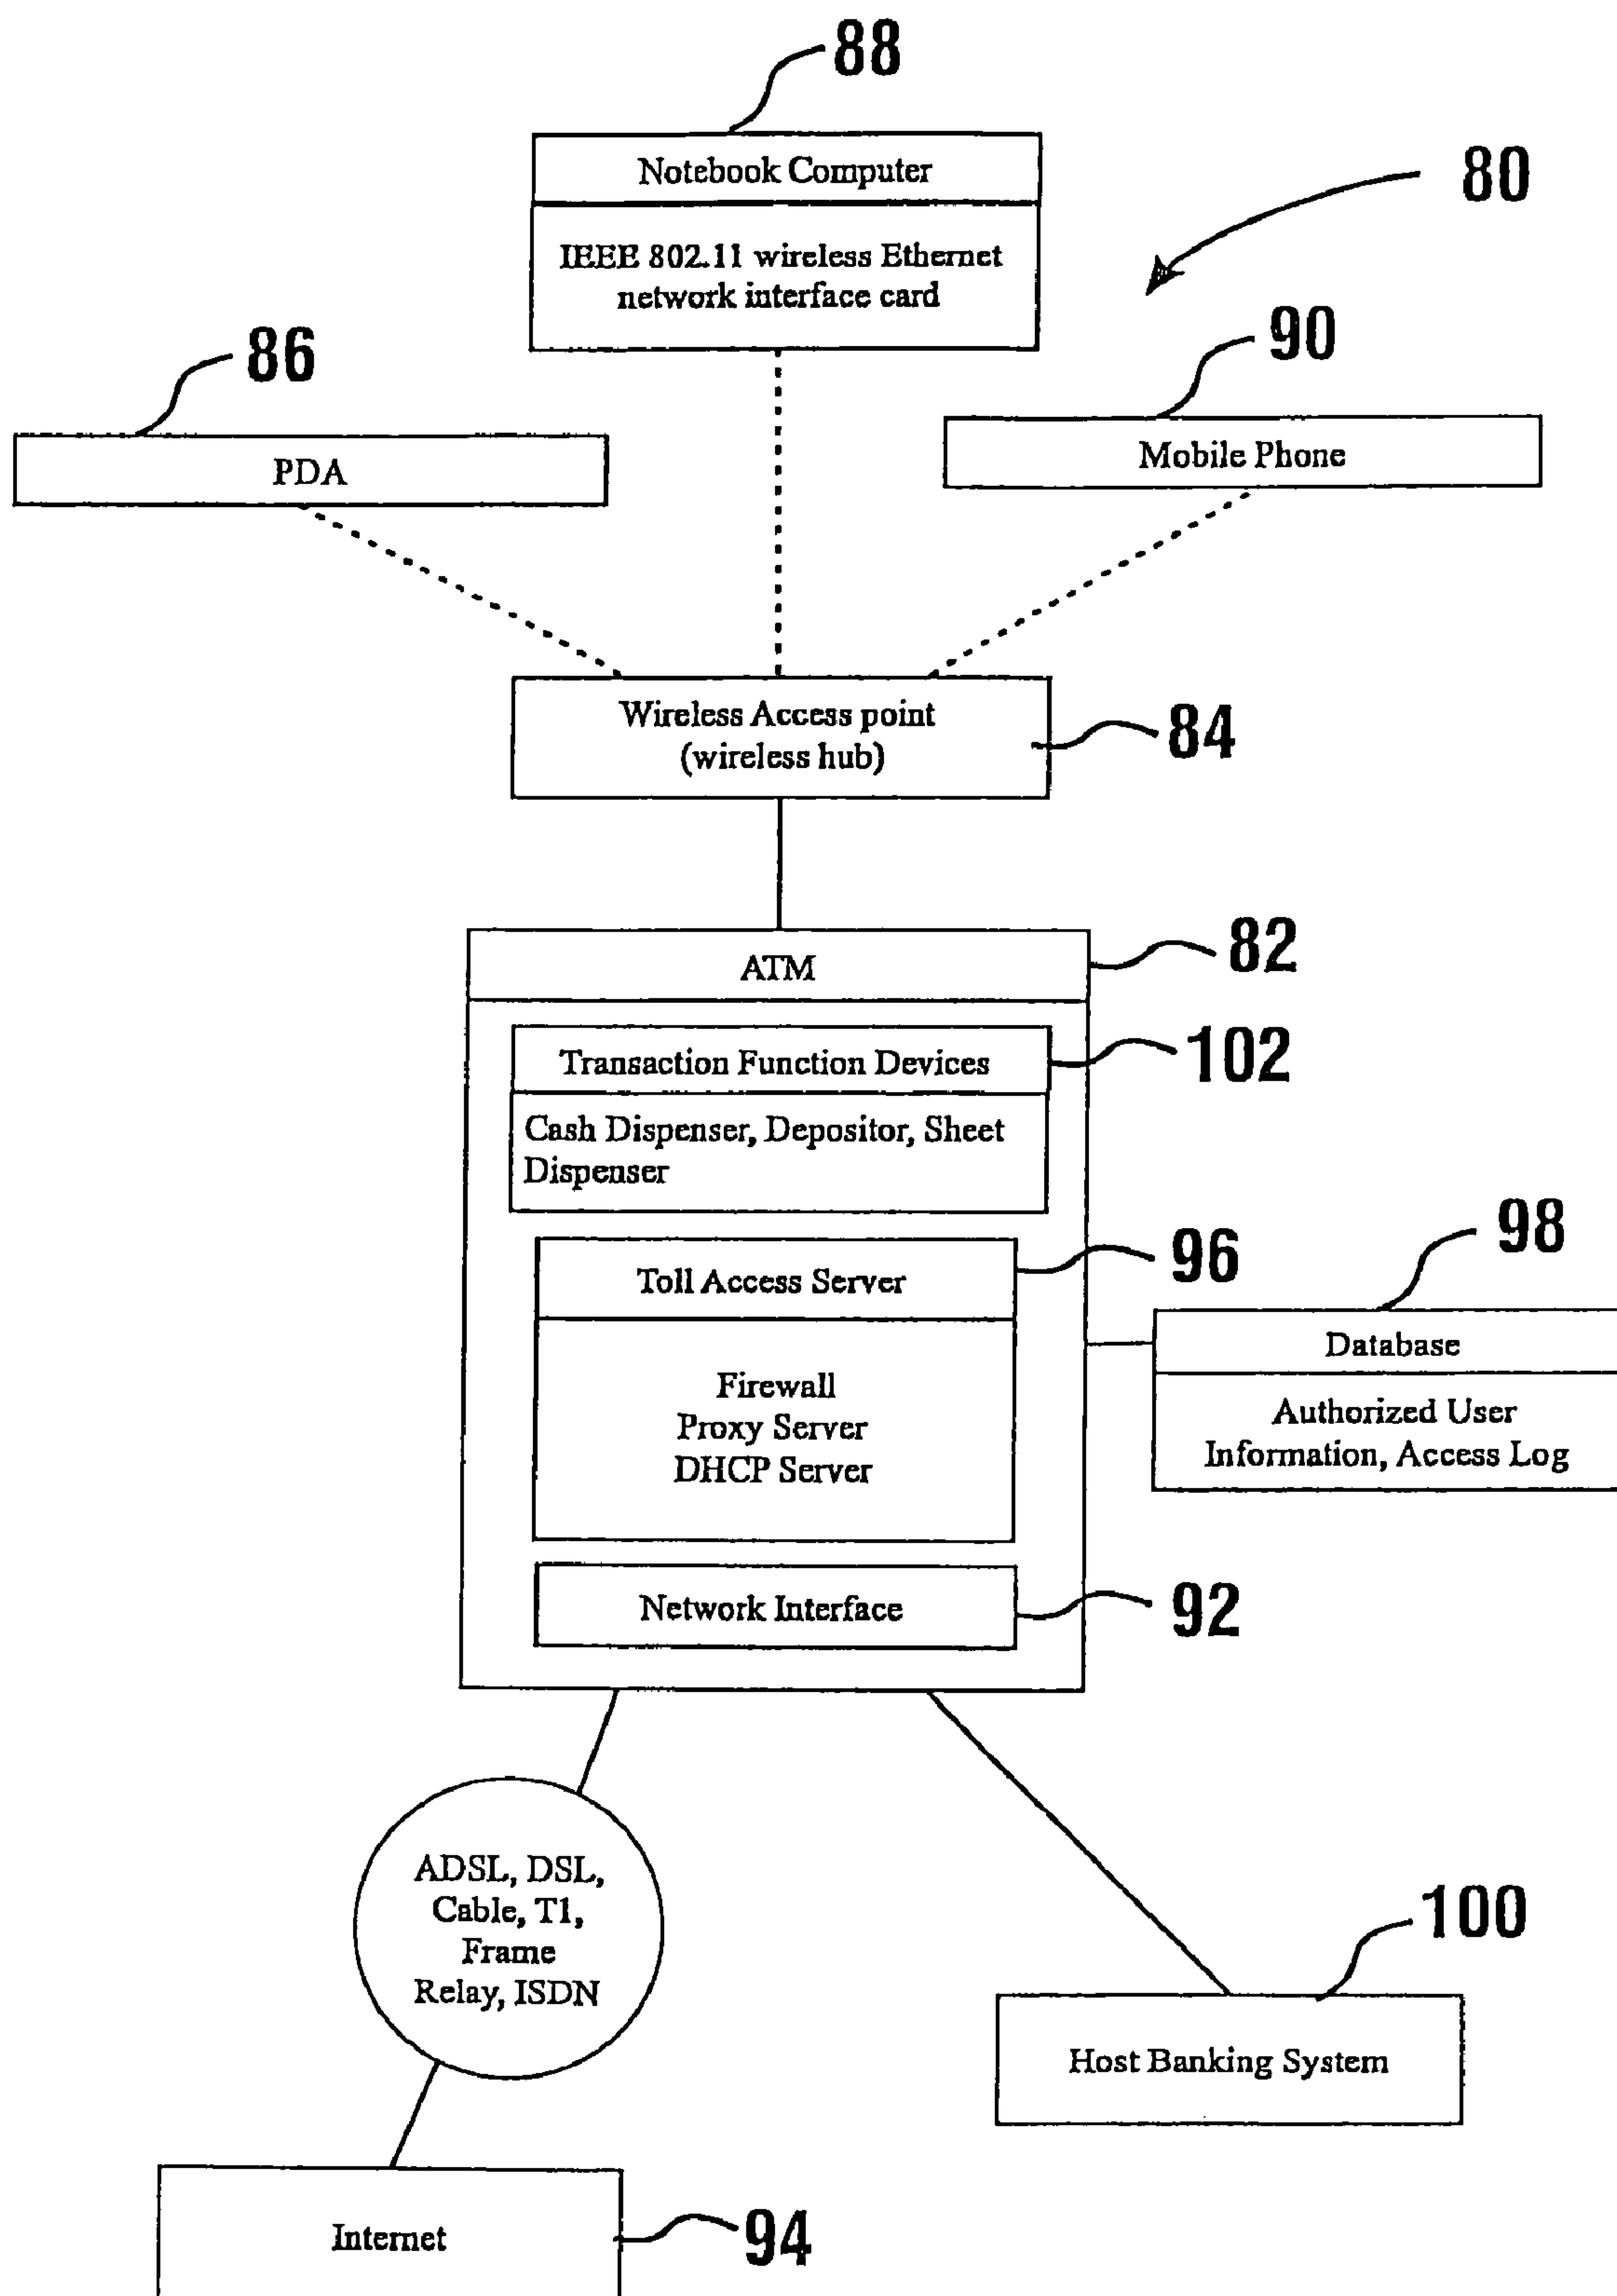 88
Notebook Computer
80
IEEE 802.11 wireless Ethernet
network interface card
86
90
PDA
Mobile Phone
Wireless Access point
(wireless hub)
84
ATM
82
Transaction Function Devices
102
Cash Dispenser, Depositor, Sheet
Dispenser
Toll Access Server
96
98
Firewall
Proxy Server
DHCP Server
Database
Authorized User
Information, Access Log
Network Interface
92
ADSL, DSL,
Cable, T1,
Frame
Relay, ISDN
100
Host Banking System
Internet
94